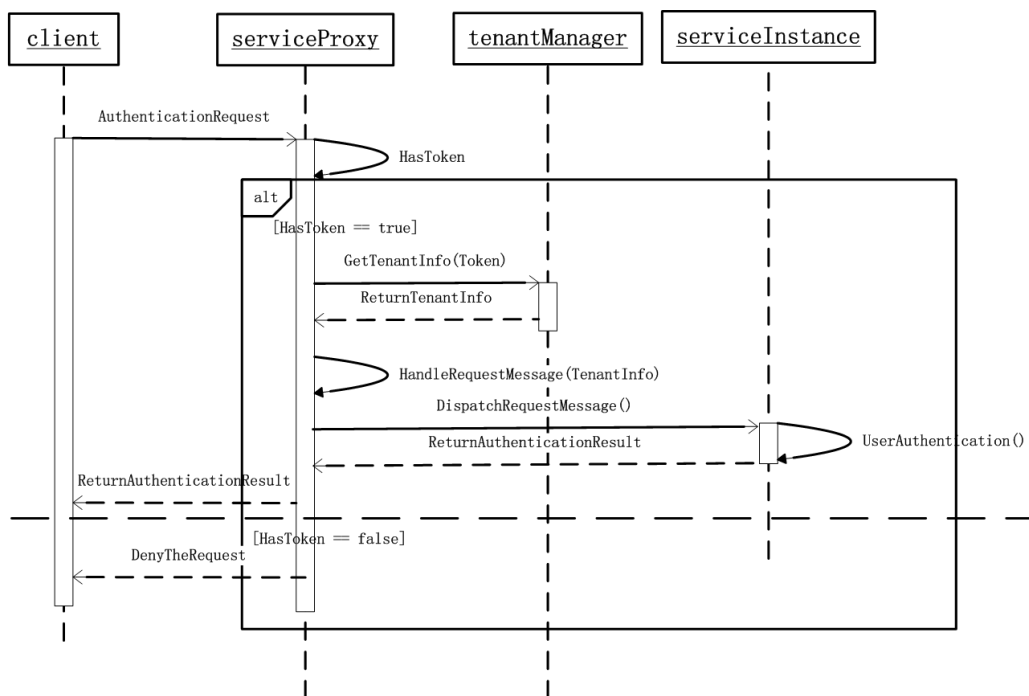 client
serviceProxy
tenantManager
serviceInstance
AuthenticationRequest
HasToken
alt
[HasToken == true]
GetTenantInfo(Token)
ReturnTenantInfo
HandleRequestMessage(TenantInfo)
DispatchRequestMessage()
UserAuthentication()
ReturnAuthenticationResult
ReturnAuthenticationResult
[HasToken == false]
DenyTheRequest